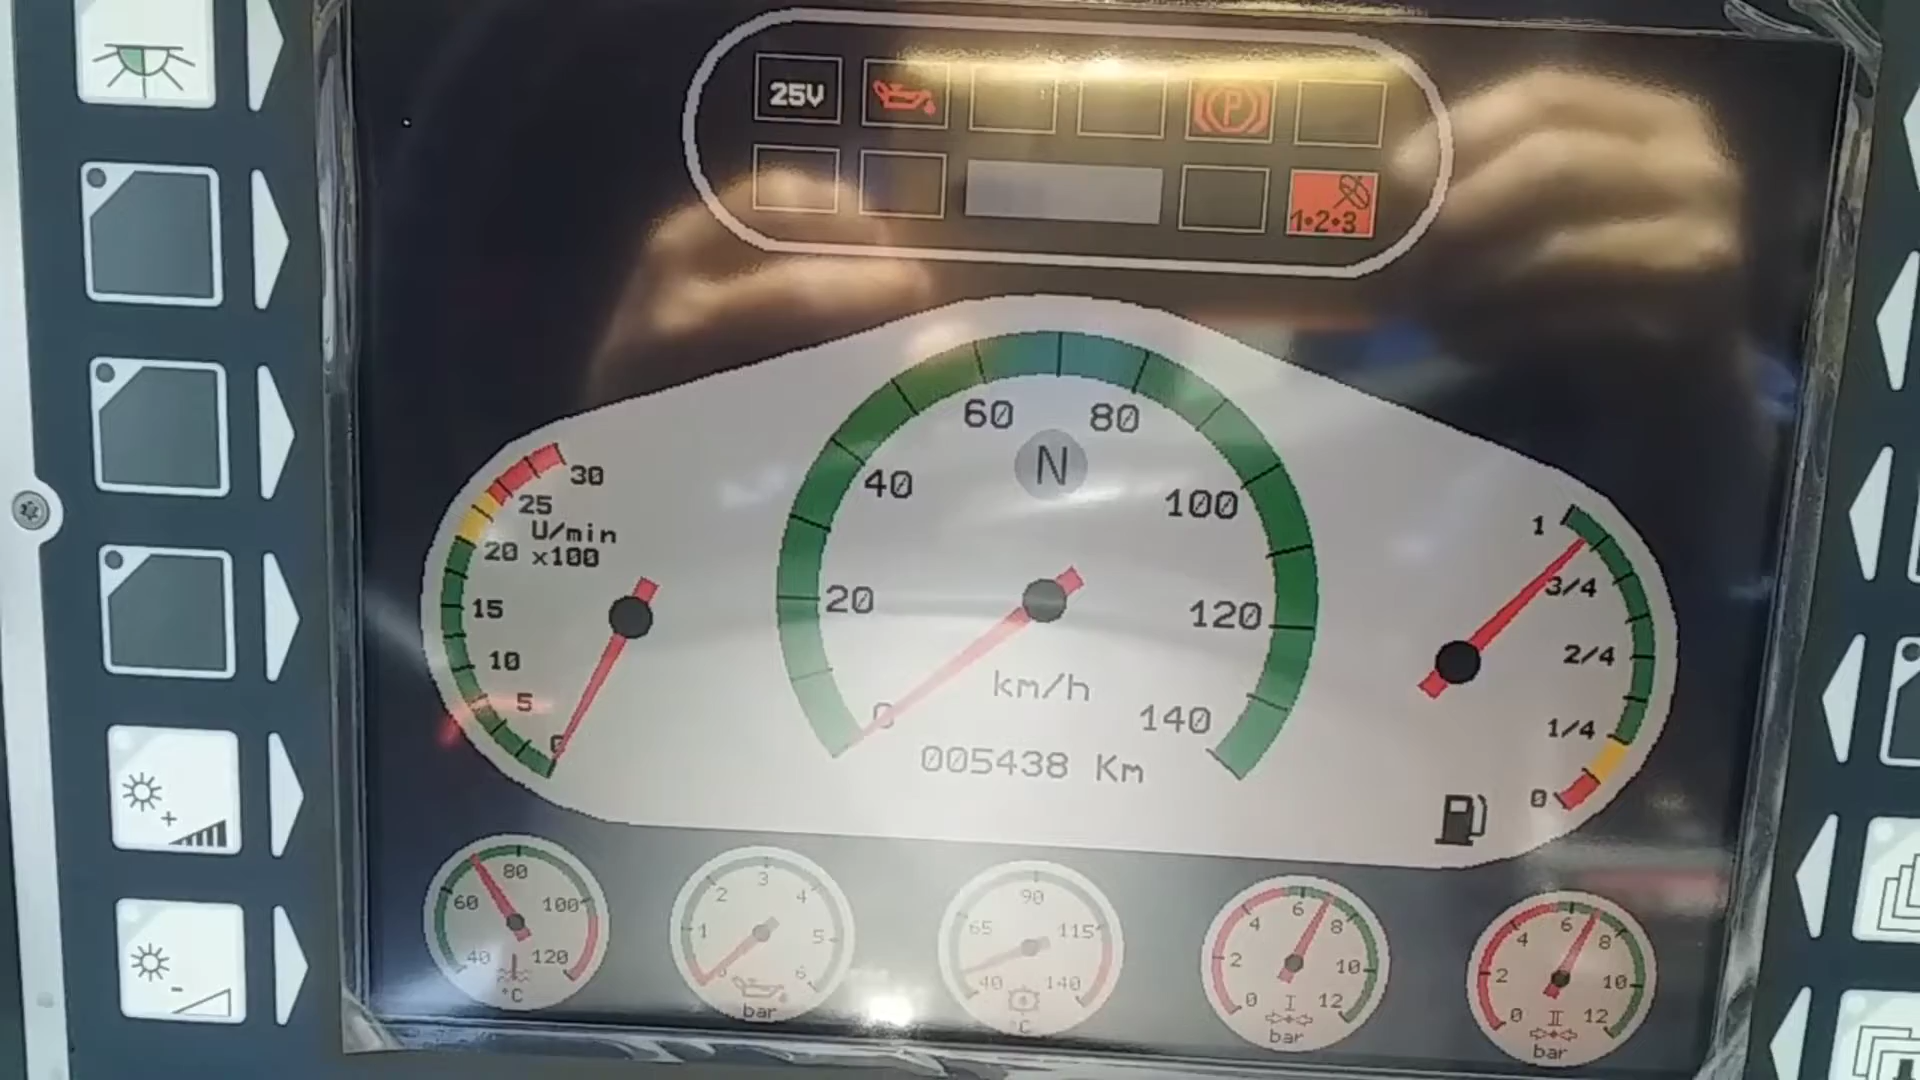 25V
P
1•2•3
30
25
U/min
20 x100
15
10
5
0
60 80
N
40 100
20 120
km/h
0 140
005438 Km
1
3/4
2/4
1/4
0
80
60 100
40 120
°C
3
2 4
1 5
6
bar
90
65 115
40 140
°C
6
4 8
2 10
0 I 12
bar
6
4 8
2 10
0 II 12
bar
+
-